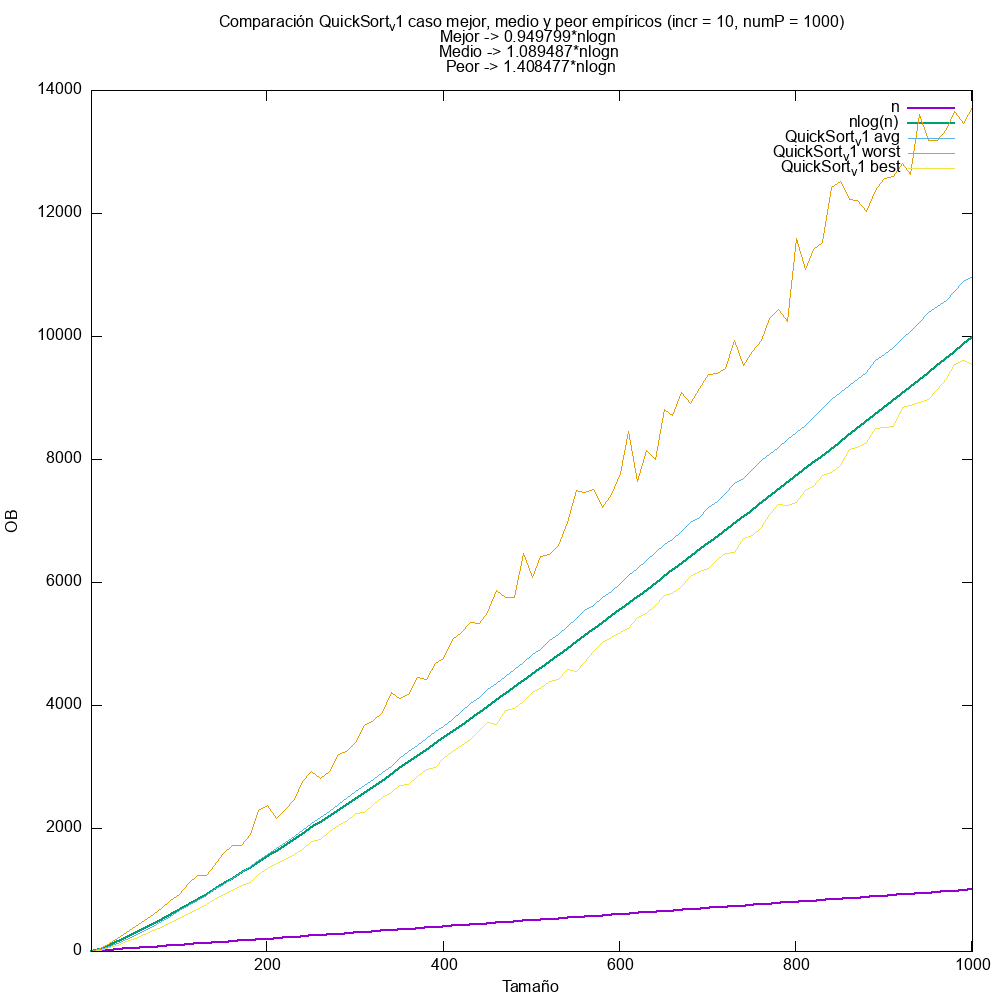 Comparación QuickSortᵥ1 caso mejor, medio y peor empíricos (incr = 10, numP = 1000)
Mejor -> 0.949799*nlogn
Medio -> 1.089487*nlogn
Peor -> 1.408477*nlogn
n
nlog(n)
QuickSortᵥ1 avg
QuickSortᵥ1 worst
QuickSortᵥ1 best
14000
12000
10000
8000
6000
4000
2000
0
OB
200
400
600
800
1000
Tamaño